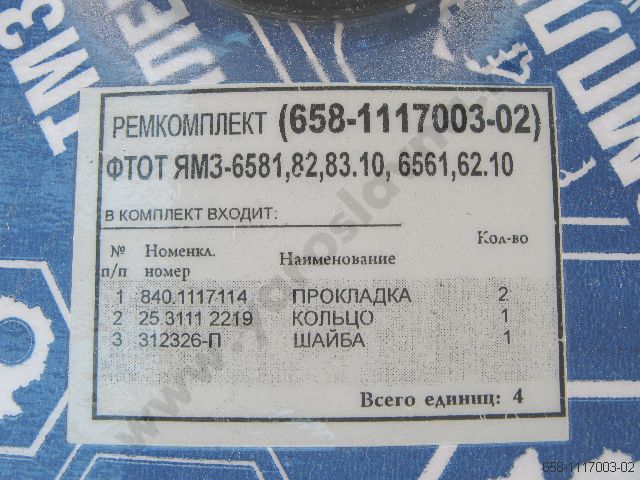 ТМЗ
РЕМКОМПЛЕКТ (658-1117003-02)
ФТОТ ЯМЗ-6581,82,83.10, 6561,62.10
В КОМПЛЕКТ ВХОДИТ:
№ п/п Номенкл. номер Наименование Кол-во
1 840.1117114 ПРОКЛАДКА 2
2 25.3111 2219 КОЛЬЦО 1
3 312326-П ШАЙБА 1
Всего единиц: 4
658-1117003-02